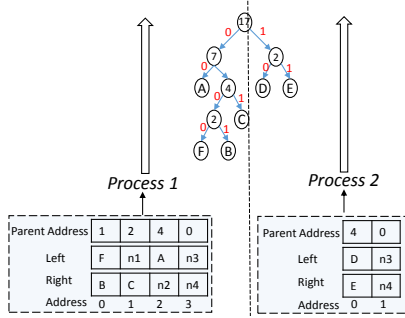 17
0 1
7 2
0 0 1
A 4 D E
0 1
2 C
0 1
F B
Process 1 Process 2
Parent Address 1 2 4 0
Left F n1 A n3
Right B C n2 n4
Address 0 1 2 3
Parent Address 4 0
Left D n3
Right E n4
Address 0 1